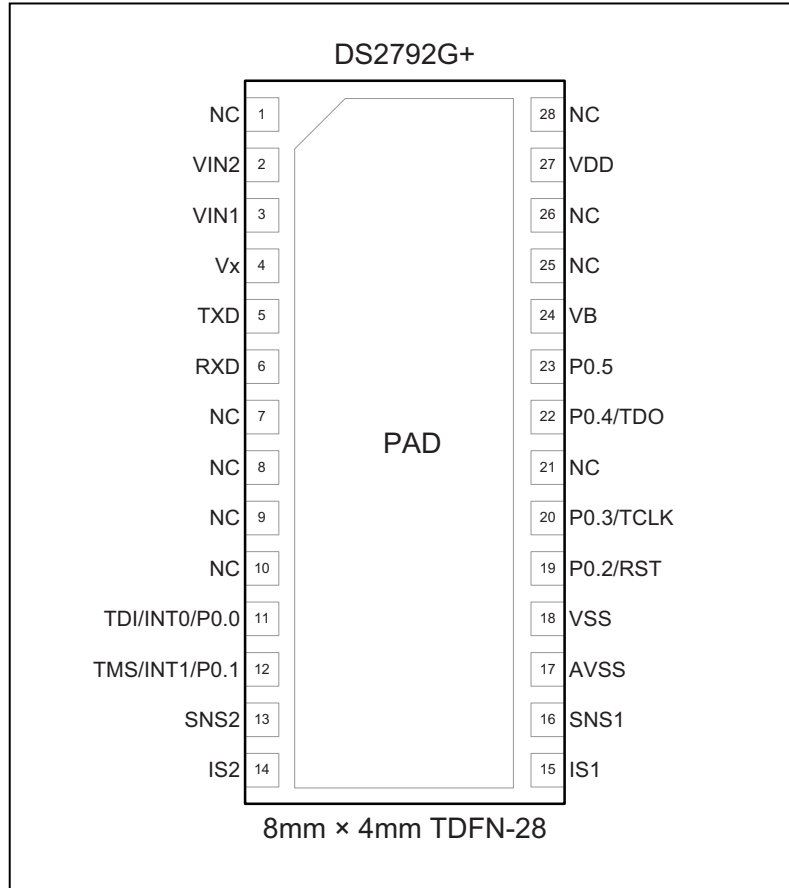 DS2792G+
NC 1 28 NC
VIN2 2 27 VDD
VIN1 3 26 NC
Vx 4 25 NC
TXD 5 24 VB
RXD 6 23 P0.5
NC 7 22 P0.4/TDO
PAD
NC 8 21 NC
NC 9 20 P0.3/TCLK
NC 10 19 P0.2/RST
TDI/INT0/P0.0 11 18 VSS
TMS/INT1/P0.1 12 17 AVSS
SNS2 13 16 SNS1
IS2 14 15 IS1
8mm × 4mm TDFN-28